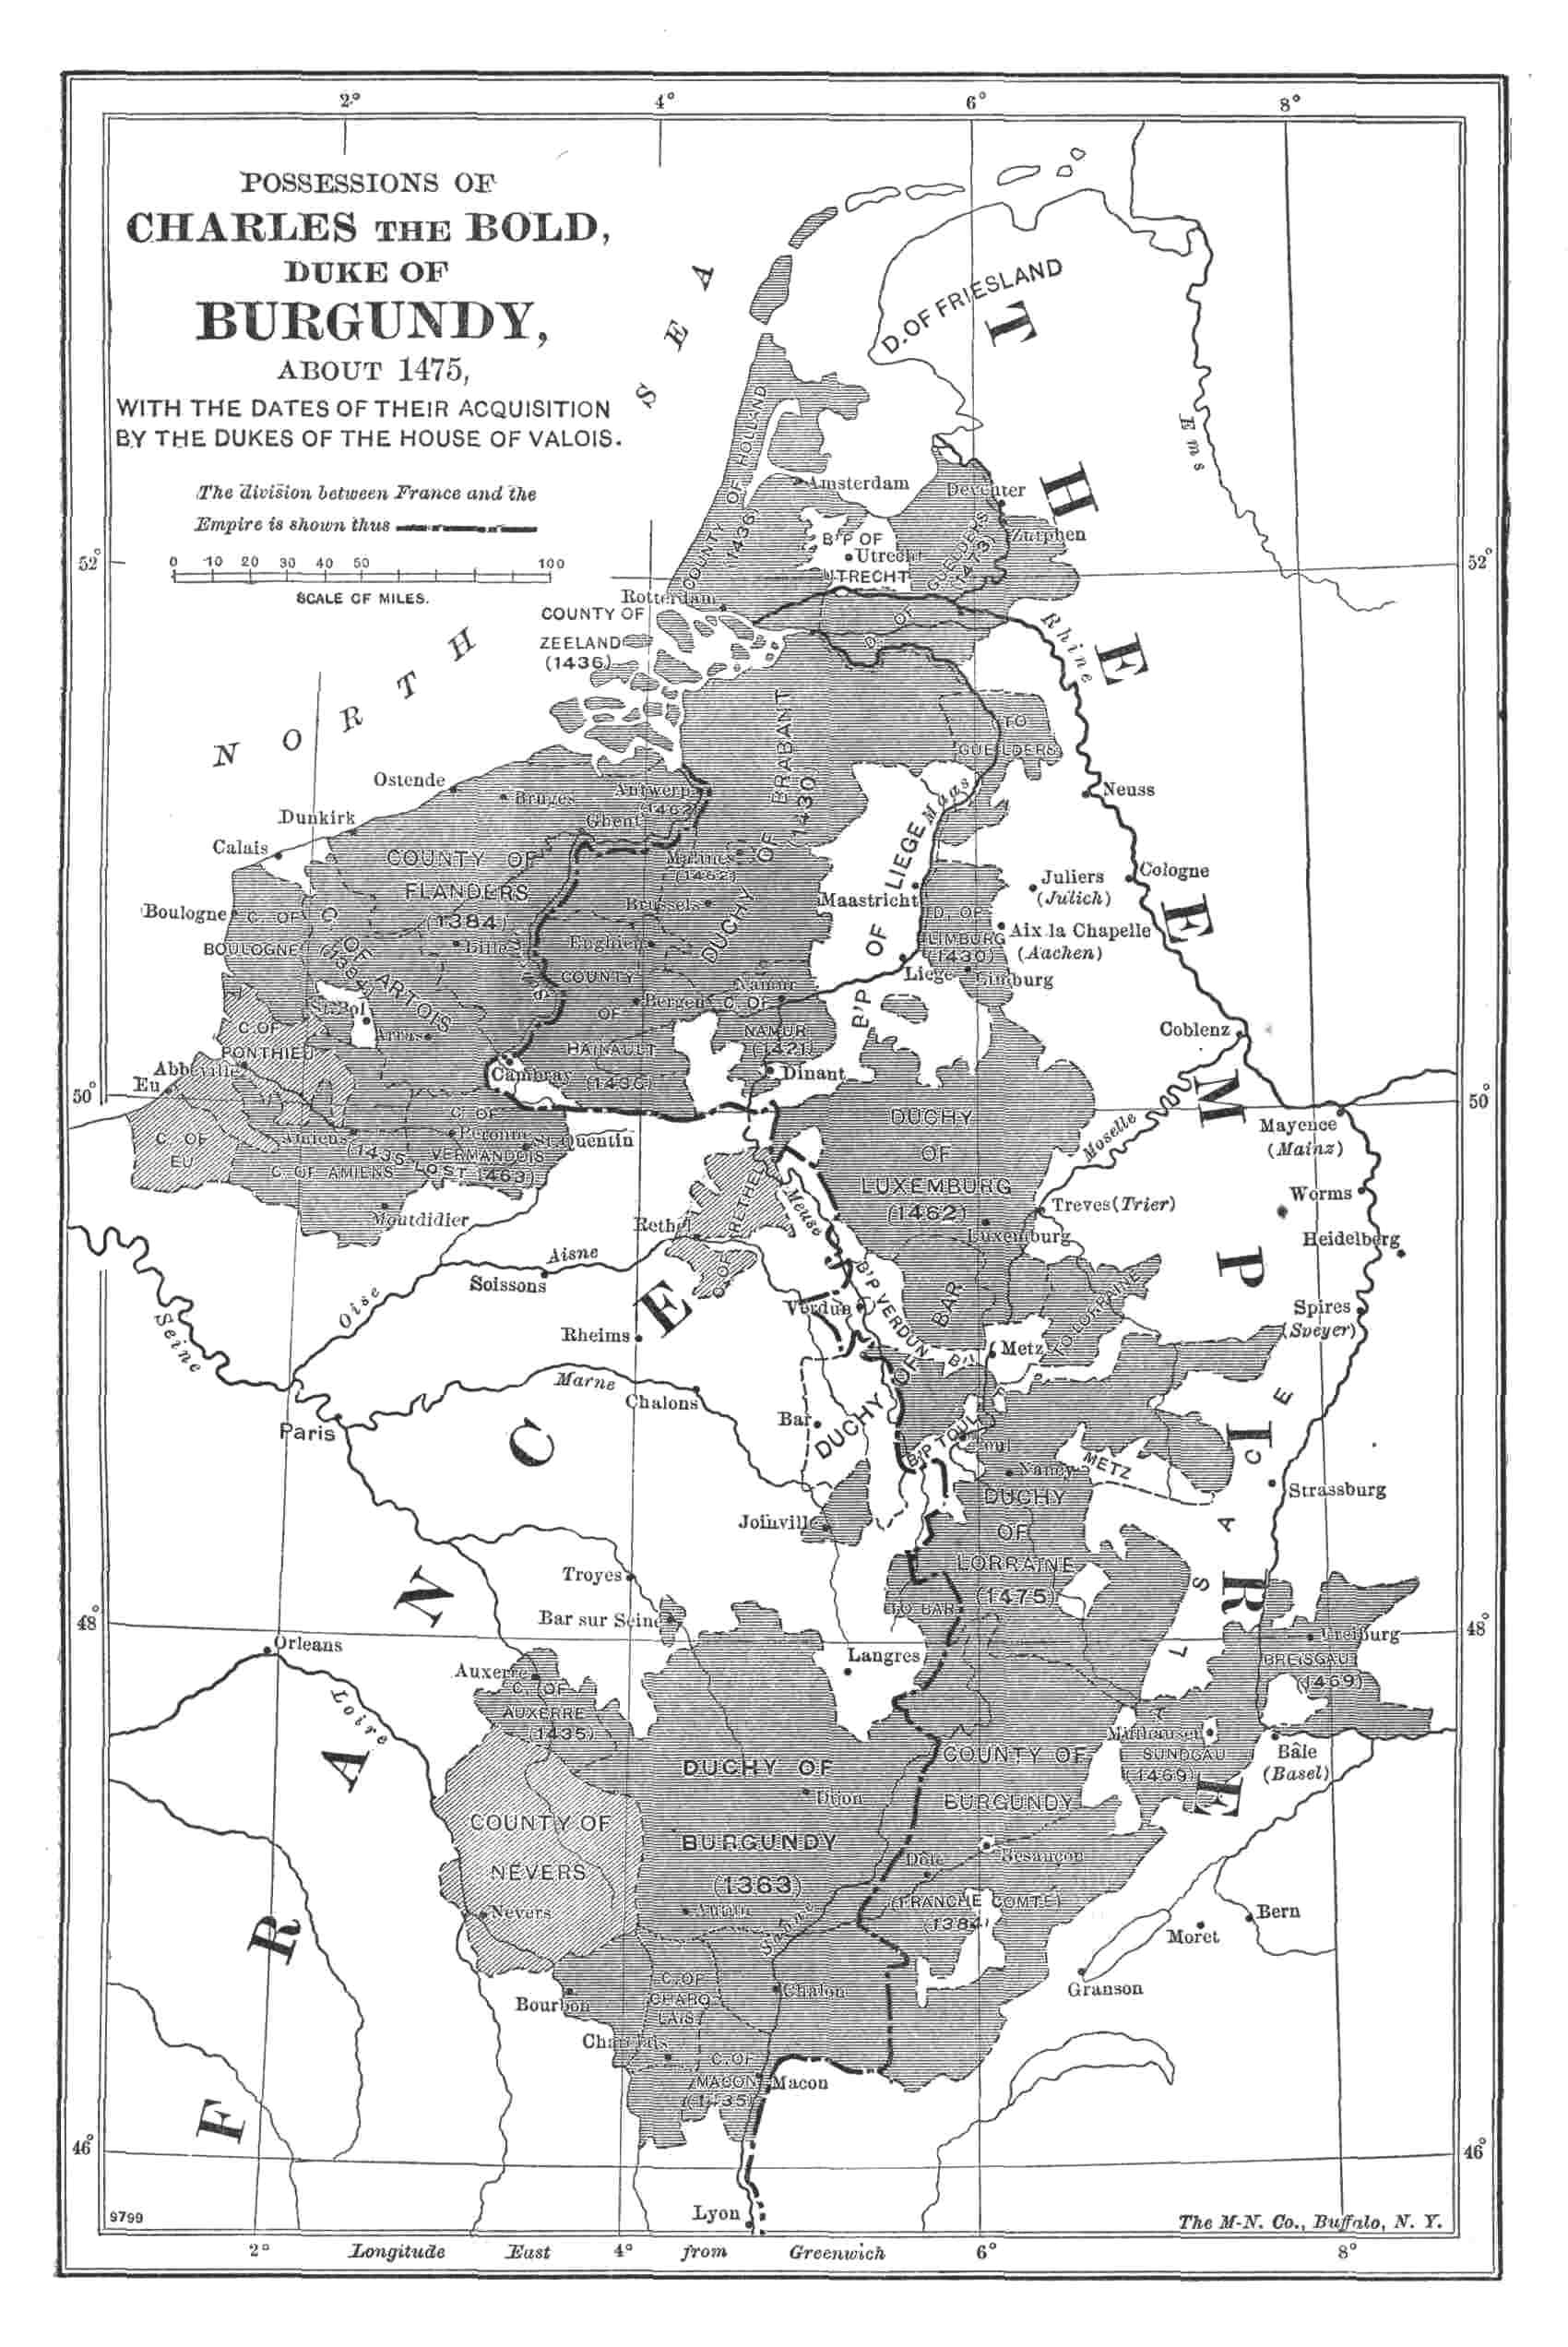 2° 4° 6° 8°
POSSESSIONS OF
CHARLES THE BOLD,
DUKE OF
BURGUNDY,
ABOUT 1475,
WITH THE DATES OF THEIR ACQUISITION
BY THE DUKES OF THE HOUSE OF VALOIS.
The division between France and the
Empire is shown thus
0 10 20 30 40 50 100
SCALE OF MILES.
NORTH SEA
THE EMPIRE
FRANCE
D. OF FRIESLAND
Ems
COUNTY OF HOLLAND
(1436)
Amsterdam
Deventer
Zutphen
B'P OF
Utrecht
UTRECHT
D. OF GUELDERS
(1473)
52° 52°
Rotterdam
COUNTY OF
ZEELAND
(1436)
Rhine
TO
GUELDERS
Neuss
Maas
DUCHY OF BRABANT
(1430)
Ostende
Bruges
Antwerp
(1462)
Ghent
Dunkirk
Calais
COUNTY OF
FLANDERS
(1384)
Malines
(1462)
Brussels
B'P OF LIEGE
Maastricht
Juliers
(Julich)
Cologne
Boulogne
C. OF
BOULOGNE
C. OF ARTOIS
(1384)
Lille
Enghien
D. OF
LIMBURG
(1430)
Aix la Chapelle
(Aachen)
Liege
Limburg
COUNTY
OF
HAINAULT
(1436)
Bergen
Namur
C. OF
NAMUR
(1421)
Dinant
St. Pol
Arras
C. OF
PONTHIEU
Abbeville
Eu
Cambray
Coblenz
50° 50°
C. OF
EU
Amiens
C. OF AMIENS
C. OF
Peronne
VERMANDOIS
(1435-LOST 1463)
St. Quentin
Montdidier
DUCHY
OF
LUXEMBURG
(1462)
Luxemburg
Moselle
Mayence
(Mainz)
Treves (Trier)
Worms
Heidelberg
Spires
(Speyer)
Rethel
C. OF RETHEL
Meuse
Aisne
Soissons
Oise
Seine
Rheims
Verdun
B'P VERDUN
DUCHY OF BAR
B'P
Metz
TO LORRAINE
Marne
Chalons
Paris
Bar
B'P TOUL
Toul
Nancy
METZ
Strassburg
ALSACE
Joinville
DUCHY
OF
LORRAINE
(1475)
TO BAR
Troyes
Bar sur Seine
48° 48°
Orleans
Loire
Langres
Freiburg
BREISGAU
(1469)
Auxerre
C. OF
AUXERRE
(1435)
DUCHY OF
BURGUNDY
(1363)
Dijon
COUNTY OF
BURGUNDY
Mülhausen
SUNDGAU
(1469)
Bâle
(Basel)
COUNTY OF
NEVERS
Nevers
Autun
Saône
Dôle
Besançon
(FRANCHE COMTE)
(1384)
Bern
Moret
Granson
C. OF
CHARO-
LAIS
Chalon
Bourbon
Charolais
C. OF
MACON
(1435)
Macon
46° 46°
Lyon
9799
The M-N. Co., Buffalo, N. Y.
2° Longitude East 4° from Greenwich 6° 8°